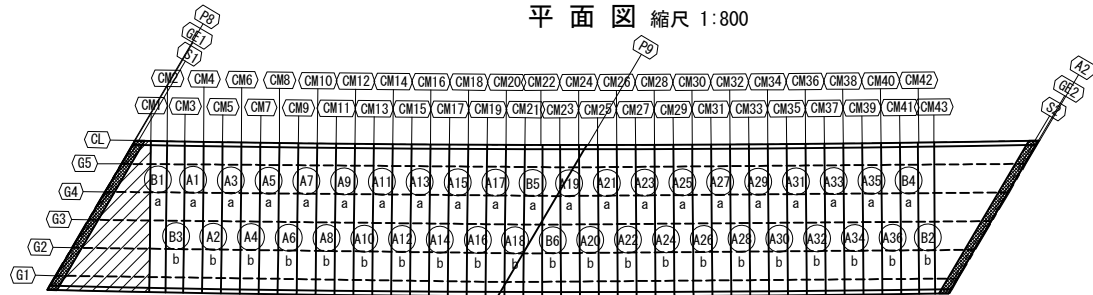 平面図 縮尺 1:800
P8
GE1
S1
P9
A2
GE2
S2
CM2 CM4 CM6 CM8 CM10 CM12 CM14 CM16 CM18 CM20 CM22 CM24 CM26 CM28 CM30 CM32 CM34 CM36 CM38 CM40 CM42
CM1 CM3 CM5 CM7 CM9 CM11 CM13 CM15 CM17 CM19 CM21 CM23 CM25 CM27 CM29 CM31 CM33 CM35 CM37 CM39 CM41 CM43
CL
G5
G4
G3
G2
G1
B1 A1 A3 A5 A7 A9 A11 A13 A15 A17 B5 A19 A21 A23 A25 A27 A29 A31 A33 A35 B4
a a a a a a a a a a a a a a a a a a a a a
B3 A2 A4 A6 A8 A10 A12 A14 A16 A18 B6 A20 A22 A24 A26 A28 A30 A32 A34 A36 B2
b b b b b b b b b b b b b b b b b b b b b